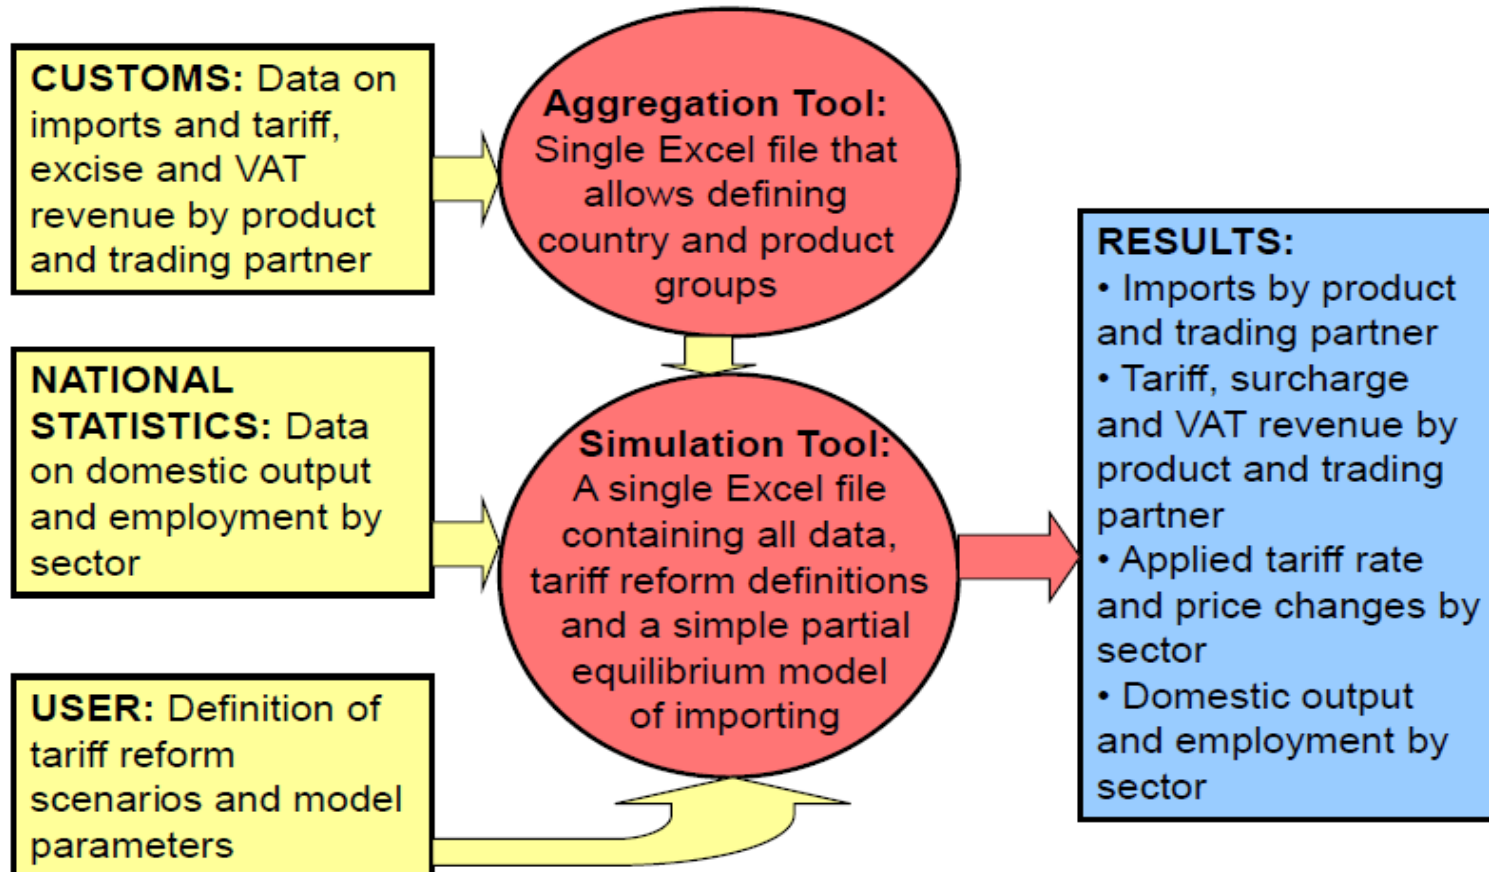 CUSTOMS: Data on
imports and tariff,
excise and VAT
revenue by product
and trading partner
Aggregation Tool:
Single Excel file that
allows defining
country and product
groups
NATIONAL
STATISTICS: Data
on domestic output
and employment by
sector
Simulation Tool:
A single Excel file
containing all data,
tariff reform definitions
and a simple partial
equilibrium model
of importing
USER: Definition of
tariff reform
scenarios and model
parameters
RESULTS:
• Imports by product
and trading partner
• Tariff, surcharge
and VAT revenue by
product and trading
partner
• Applied tariff rate
and price changes by
sector
• Domestic output
and employment by
sector